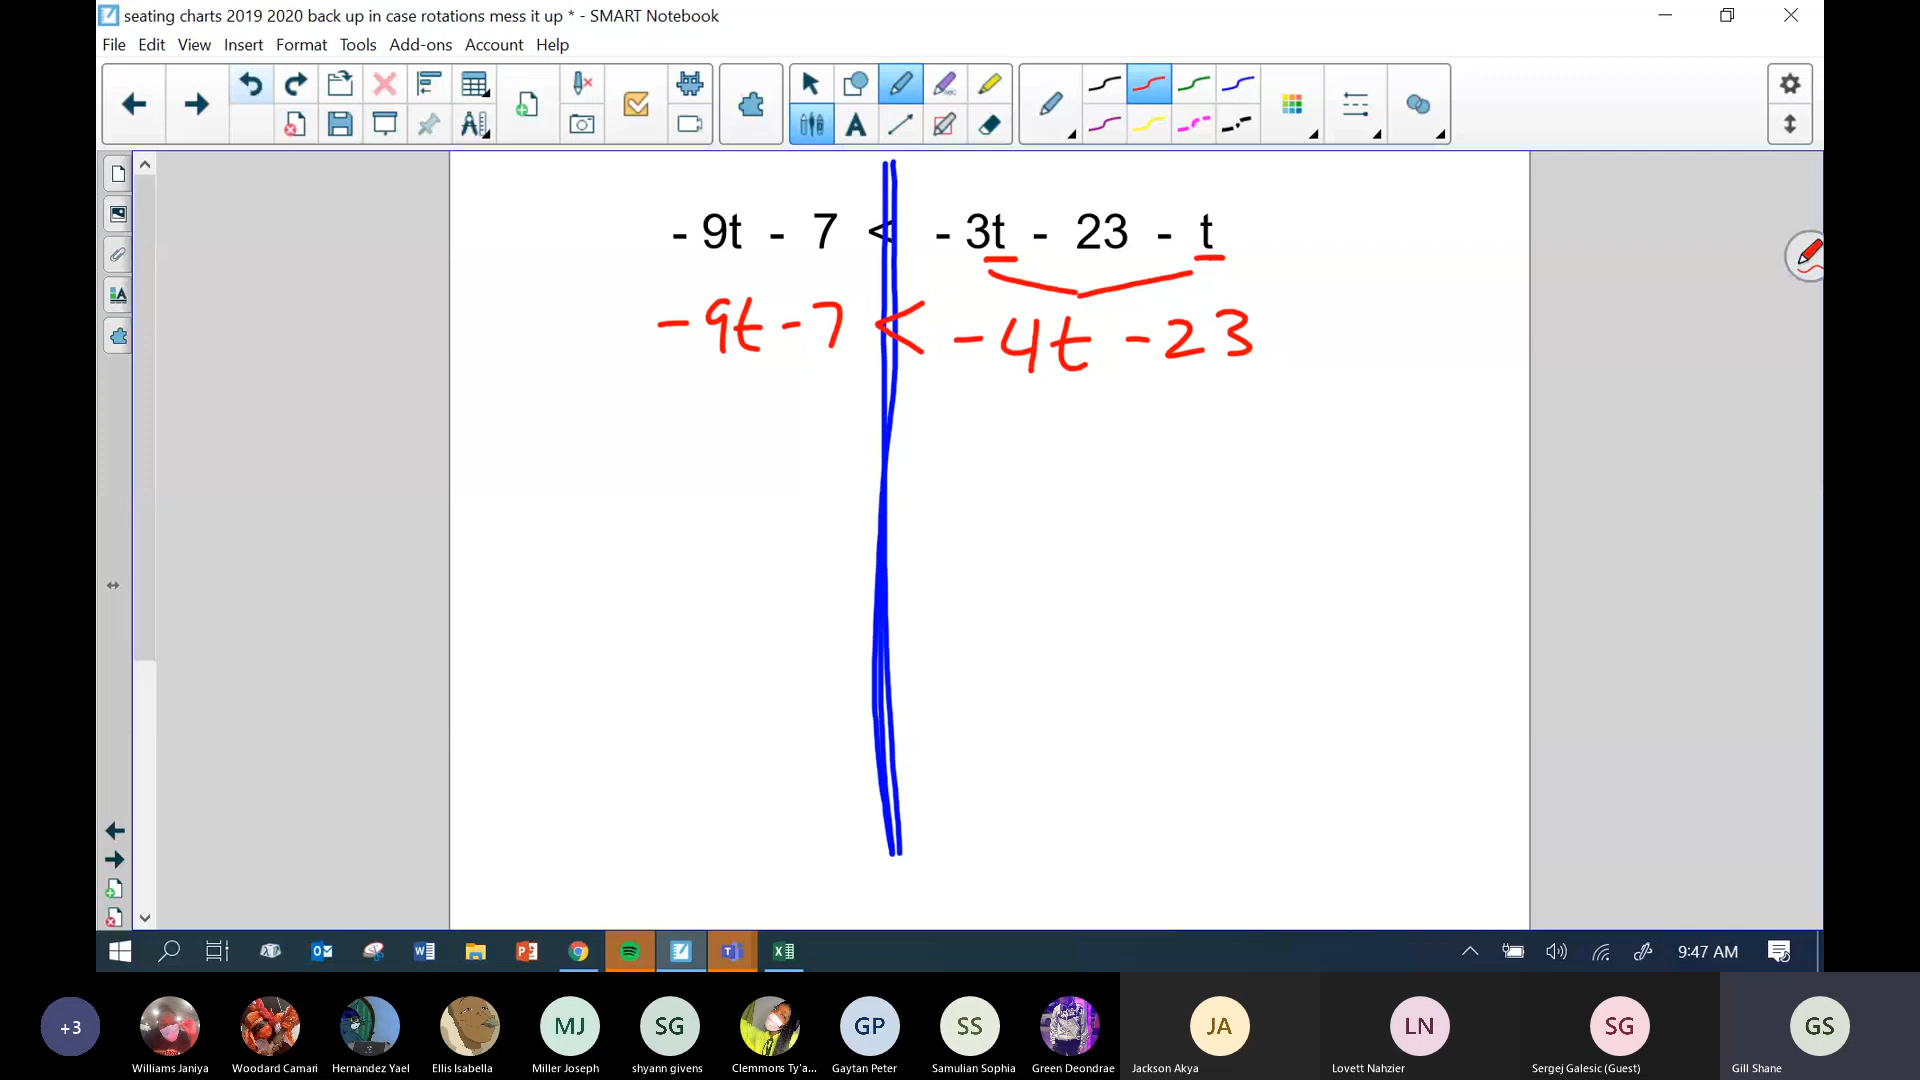 seating charts 2019 2020 back up in case rotations mess it up * - SMART Notebook
File Edit View Insert Format Tools Add-ons Account Help
- 9t - 7 < - 3t - 23 - t
-9t -7 < -4t -23
9:47 AM
+3 MJ SG GP SS JA LN SG GS
Williams Janiya Woodard Camari Hernandez Yael Ellis Isabella Miller Joseph shyann givens Clemmons Ty'a... Gaytan Peter Samulian Sophia Green Deondrae Jackson Akya Lovett Nahzier Sergej Galesic (Guest) Gill Shane